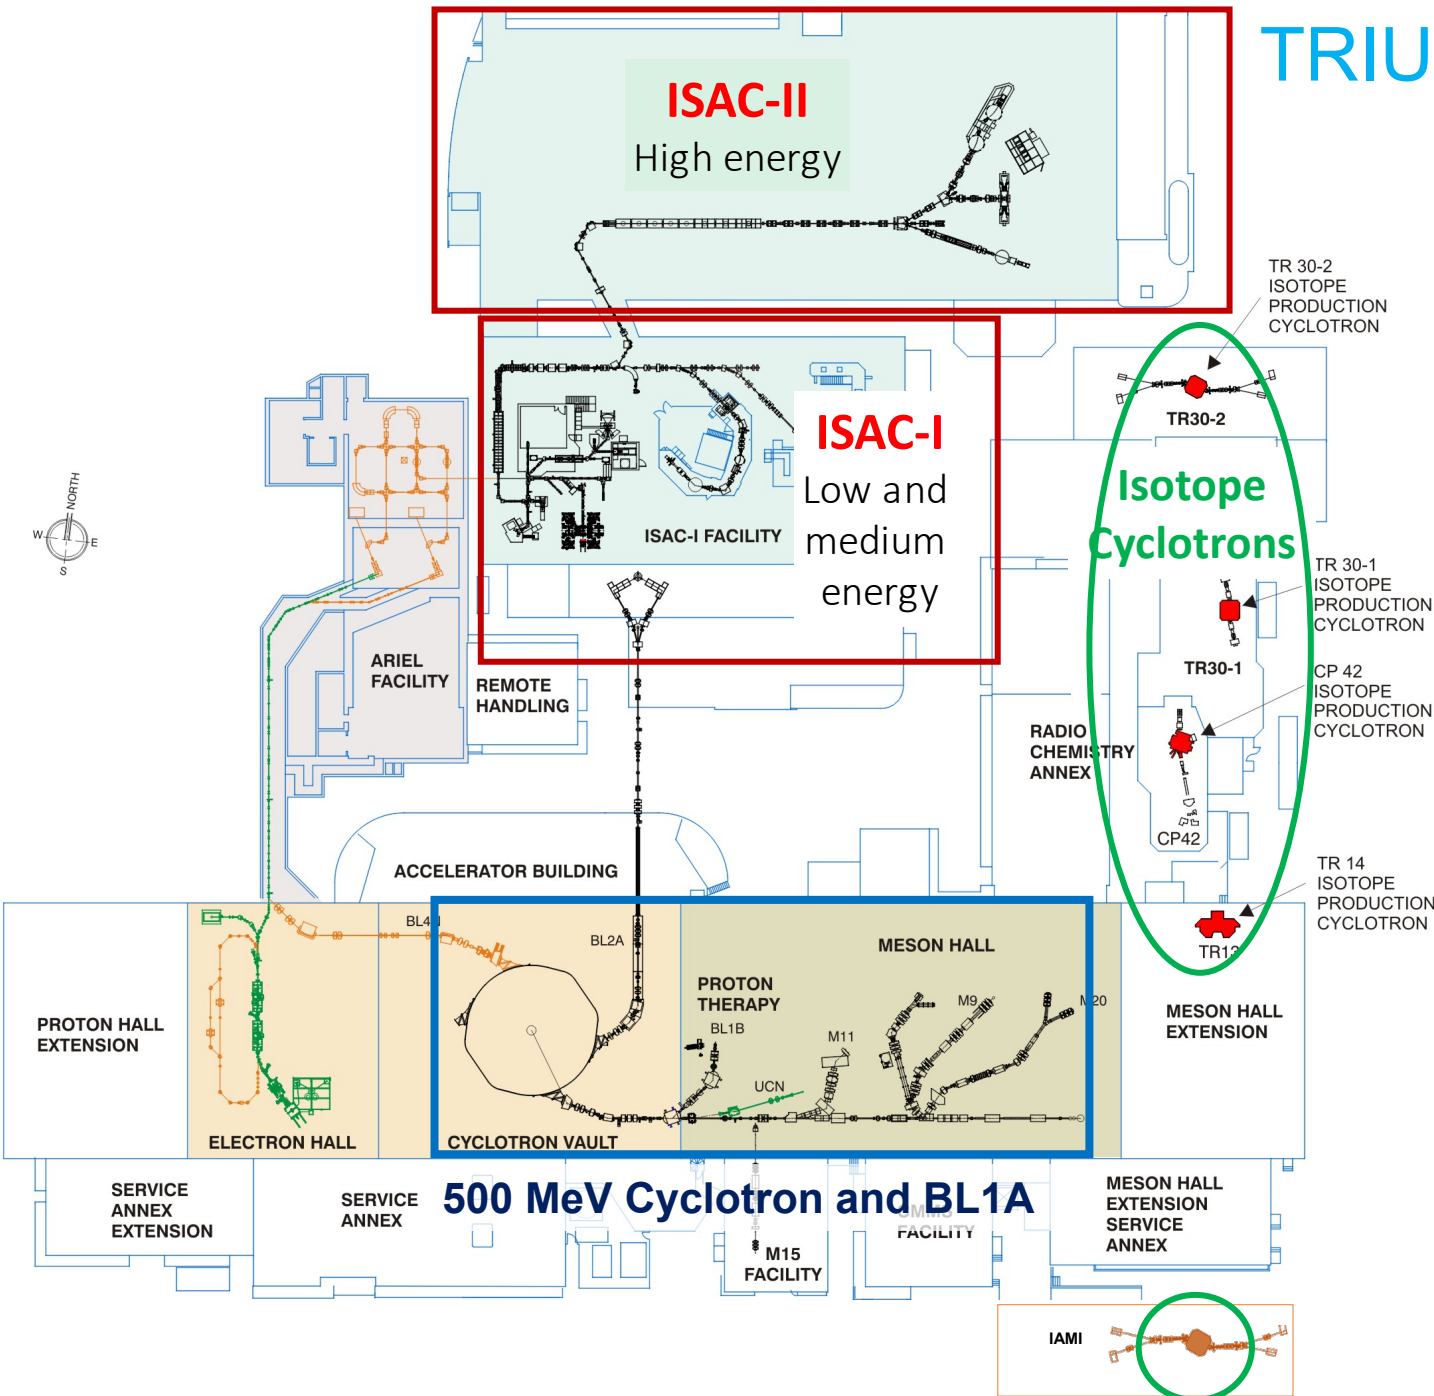 TRIU
ISAC-II
High energy
TR 30-2
ISOTOPE
PRODUCTION
CYCLOTRON
TR30-2
ISAC-I
Low and
medium
energy
ISAC-I FACILITY
Isotope
Cyclotrons
NORTH
W
E
S
TR 30-1
ISOTOPE
PRODUCTION
CYCLOTRON
TR30-1
ARIEL
FACILITY
REMOTE
HANDLING
CP 42
ISOTOPE
PRODUCTION
CYCLOTRON
RADIO
CHEMISTRY
ANNEX
CP42
ACCELERATOR BUILDING
TR 14
ISOTOPE
PRODUCTION
CYCLOTRON
TR13
BL4N
BL2A
MESON HALL
PROTON
THERAPY
BL1B
M9
M20
M11
UCN
PROTON HALL
EXTENSION
MESON HALL
EXTENSION
ELECTRON HALL
CYCLOTRON VAULT
500 MeV Cyclotron and BL1A
SERVICE
ANNEX
EXTENSION
SERVICE
ANNEX
M15
FACILITY
CMMS
FACILITY
MESON HALL
EXTENSION
SERVICE
ANNEX
IAMI